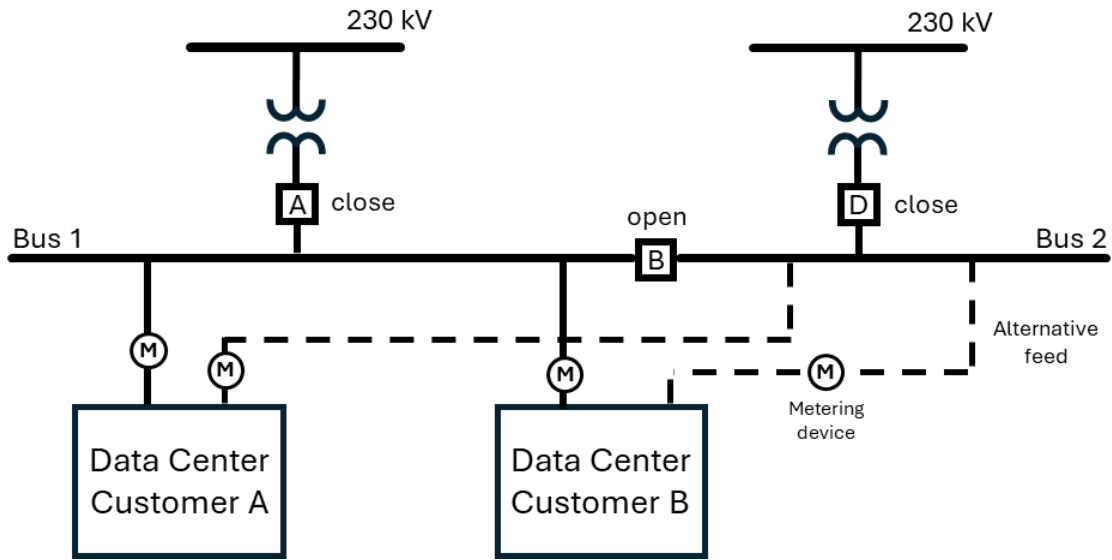 230 kV
230 kV
A
close
D
close
open
Bus 1
B
Bus 2
M
M
M
M
Alternative
feed
Metering
device
Data Center
Customer A
Data Center
Customer B